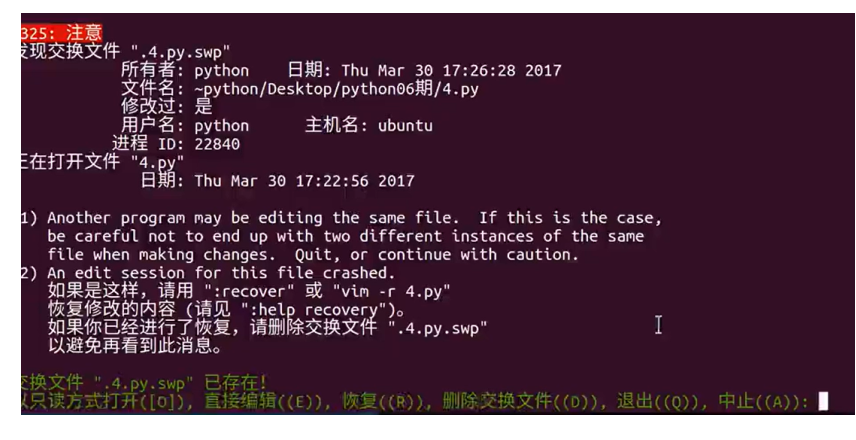 325: 注意
发现交换文件 ".4.py.swp"
所有者: python 日期: Thu Mar 30 17:26:28 2017
文件名: ~python/Desktop/python06期/4.py
修改过: 是
用户名: python 主机名: ubuntu
进程 ID: 22840
正在打开文件 "4.py"
日期: Thu Mar 30 17:22:56 2017
1) Another program may be editing the same file. If this is the case,
be careful not to end up with two different instances of the same
file when making changes. Quit, or continue with caution.
2) An edit session for this file crashed.
如果是这样，请用 ":recover" 或 "vim -r 4.py"
恢复修改的内容 (请见 ":help recovery")。
如果你已经进行了恢复，请删除交换文件 ".4.py.swp"
以避免再看到此消息。
交换文件 ".4.py.swp" 已存在!
以只读方式打开([O]), 直接编辑((E)), 恢复((R)), 删除交换文件((D)), 退出((Q)), 中止((A)):